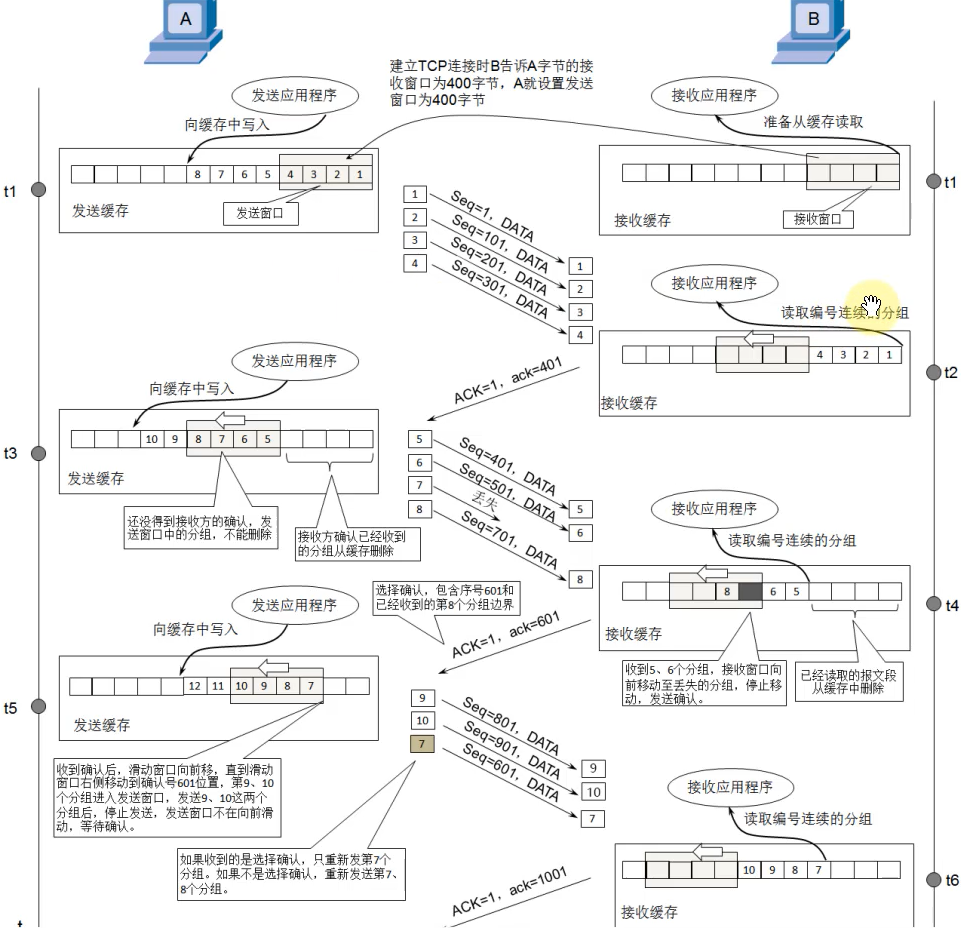 A
B
建立TCP连接时B告诉A字节的接
收窗口为400字节，A就设置发送
窗口为400字节
发送应用程序
接收应用程序
向缓存中写入
准备从缓存读取
t1
8 7 6 5 4 3 2 1
发送窗口
发送缓存
接收窗口
接收缓存
t1
1
2
3
4
Seq=1，DATA
Seq=101，DATA
Seq=201，DATA
Seq=301，DATA
1
2
3
4
接收应用程序
读取编号连续的分组
4 3 2 1
接收缓存
t2
ACK=1，ack=401
发送应用程序
向缓存中写入
t3
10 9 8 7 6 5
发送缓存
还没得到接收方的确认，发
送窗口中的分组，不能删除
接收方确认已经收到
的分组从缓存删除
5
6
7
8
Seq=401，DATA
Seq=501，DATA
丢失
Seq=701，DATA
5
6
8
接收应用程序
读取编号连续的分组
8 6 5
接收缓存
t4
收到5、6个分组，接收窗口向
前移动至丢失的分组，停止移
动，发送确认。
已经读取的报文段
从缓存中删除
选择确认，包含序号601和
已经收到的第8个分组边界
ACK=1，ack=601
发送应用程序
向缓存中写入
t5
12 11 10 9 8 7
发送缓存
收到确认后，滑动窗口向前移，直到滑动
窗口右侧移动到确认号601位置，第9、10
个分组进入发送窗口，发送9、10这两个
分组后，停止发送，发送窗口不在向前滑
动，等待确认。
如果收到的是选择确认，只重新发第7个
分组。如果不是选择确认，重新发送第7、
8个分组。
9
10
7
Seq=801，DATA
Seq=901，DATA
Seq=601，DATA
9
10
7
接收应用程序
读取编号连续的分组
10 9 8 7
接收缓存
t6
ACK=1，ack=1001